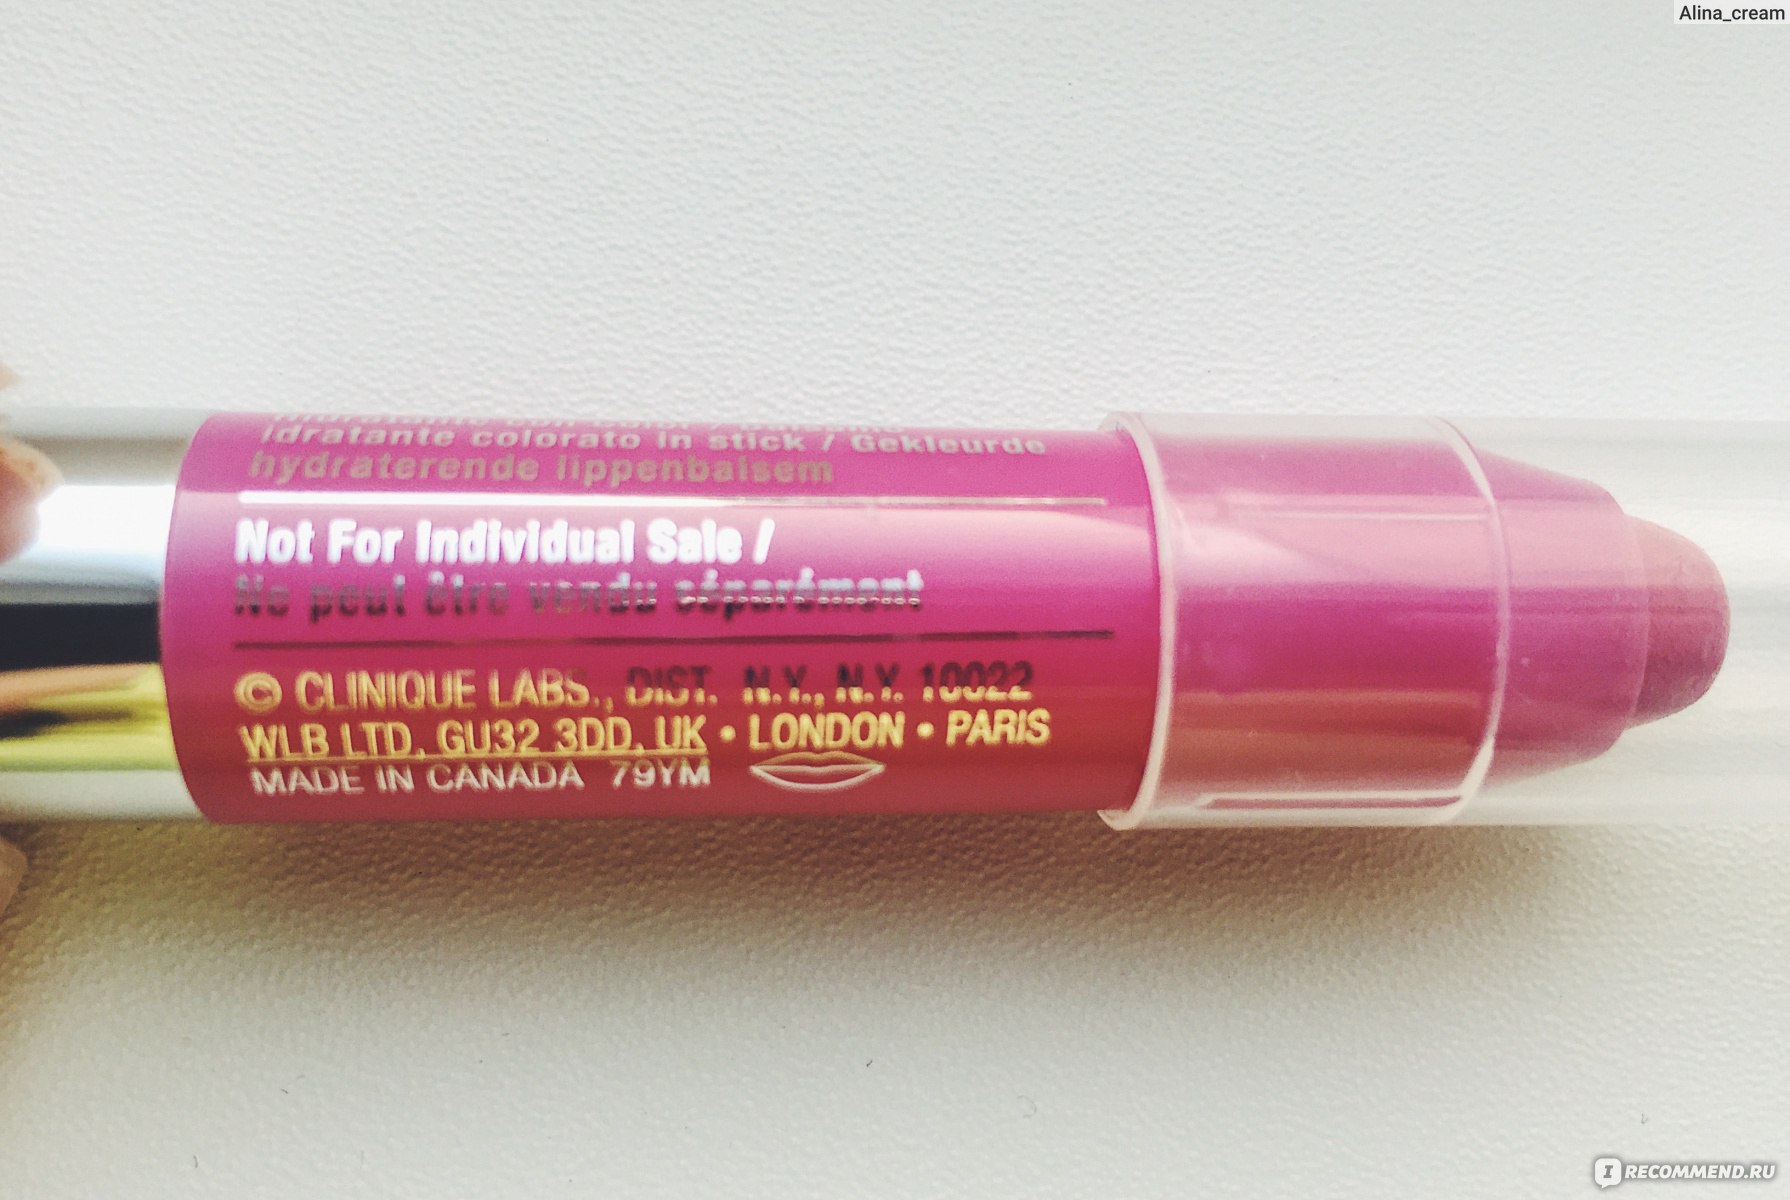 Alina_cream
idratante colorato in stick / Gekleurde
hydraterende lippenbalsem
Not For Individual Sale /
Ne peut être vendu séparément
© CLINIQUE LABS., DIST. N.Y., N.Y. 10022
WLB LTD, GU32 3DD, UK • LONDON • PARIS
MADE IN CANADA 79YM
IRECOMMEND.RU